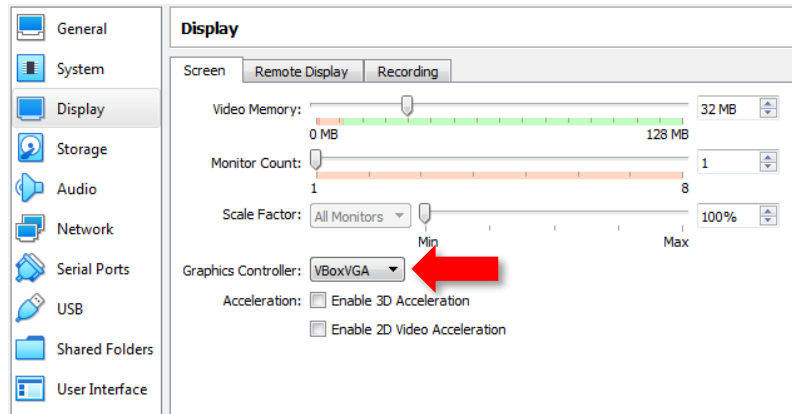 General
System
Display
Storage
Audio
Network
Serial Ports
USB
Shared Folders
User Interface
Display
Screen Remote Display Recording
Video Memory: 32 MB
0 MB 128 MB
Monitor Count: 1
1 8
Scale Factor: All Monitors 100%
Min Max
Graphics Controller: VBoxVGA
Acceleration: Enable 3D Acceleration
Enable 2D Video Acceleration